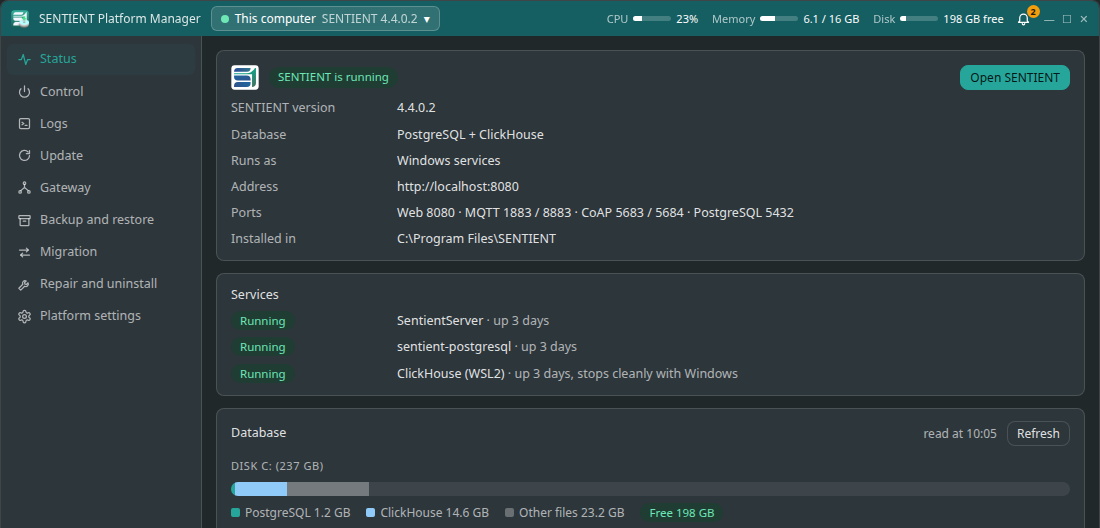 SENTIENT Platform Manager This computer SENTIENT 4.4.0.2 ▾ CPU 23% Memory 6.1 / 16 GB Disk 198 GB free 2
Status
Control
Logs
Update
Gateway
Backup and restore
Migration
Repair and uninstall
Platform settings
SENTIENT is running Open SENTIENT
SENTIENT version 4.4.0.2
Database PostgreSQL + ClickHouse
Runs as Windows services
Address http://localhost:8080
Ports Web 8080 · MQTT 1883 / 8883 · CoAP 5683 / 5684 · PostgreSQL 5432
Installed in C:\Program Files\SENTIENT
Services
Running SentientServer · up 3 days
Running sentient-postgresql · up 3 days
Running ClickHouse (WSL2) · up 3 days, stops cleanly with Windows
Database read at 10:05 Refresh
DISK C: (237 GB)
PostgreSQL 1.2 GB ClickHouse 14.6 GB Other files 23.2 GB Free 198 GB